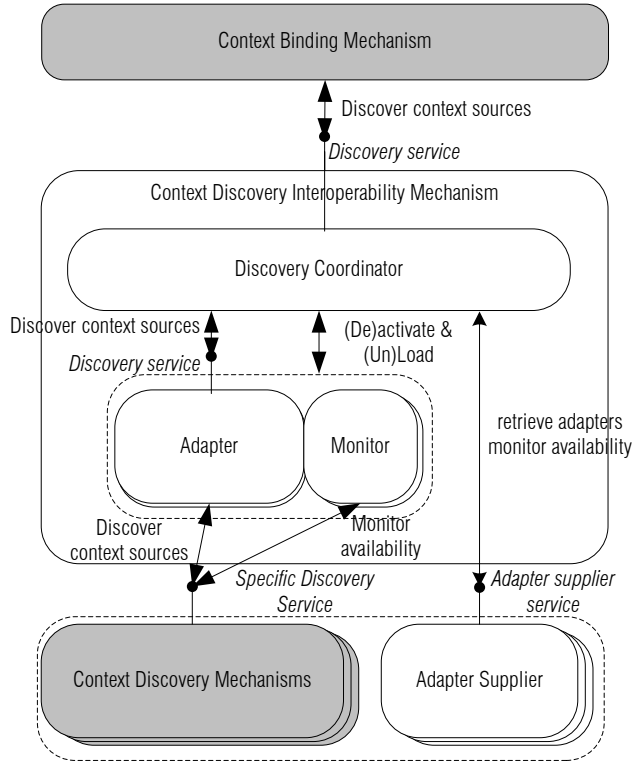 Context Binding Mechanism
Discover context sources
Discovery service
Context Discovery Interoperability Mechanism
Discovery Coordinator
Discover context sources
(De)activate &
(Un)Load
Discovery service
Adapter
Monitor
retrieve adapters
monitor availability
Discover
context sources
Monitor
availability
Specific Discovery
Service
Adapter supplier
service
Context Discovery Mechanisms
Adapter Supplier